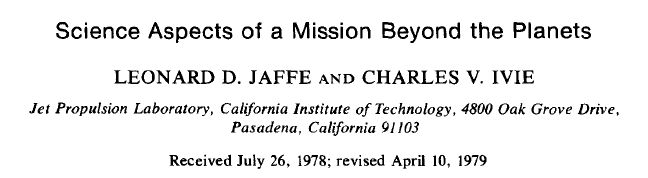 Science Aspects of a Mission Beyond the Planets
LEONARD D. JAFFE AND CHARLES V. IVIE
Jet Propulsion Laboratory, California Institute of Technology, 4800 Oak Grove Drive,
Pasadena, California 91103
Received July 26, 1978; revised April 10, 1979